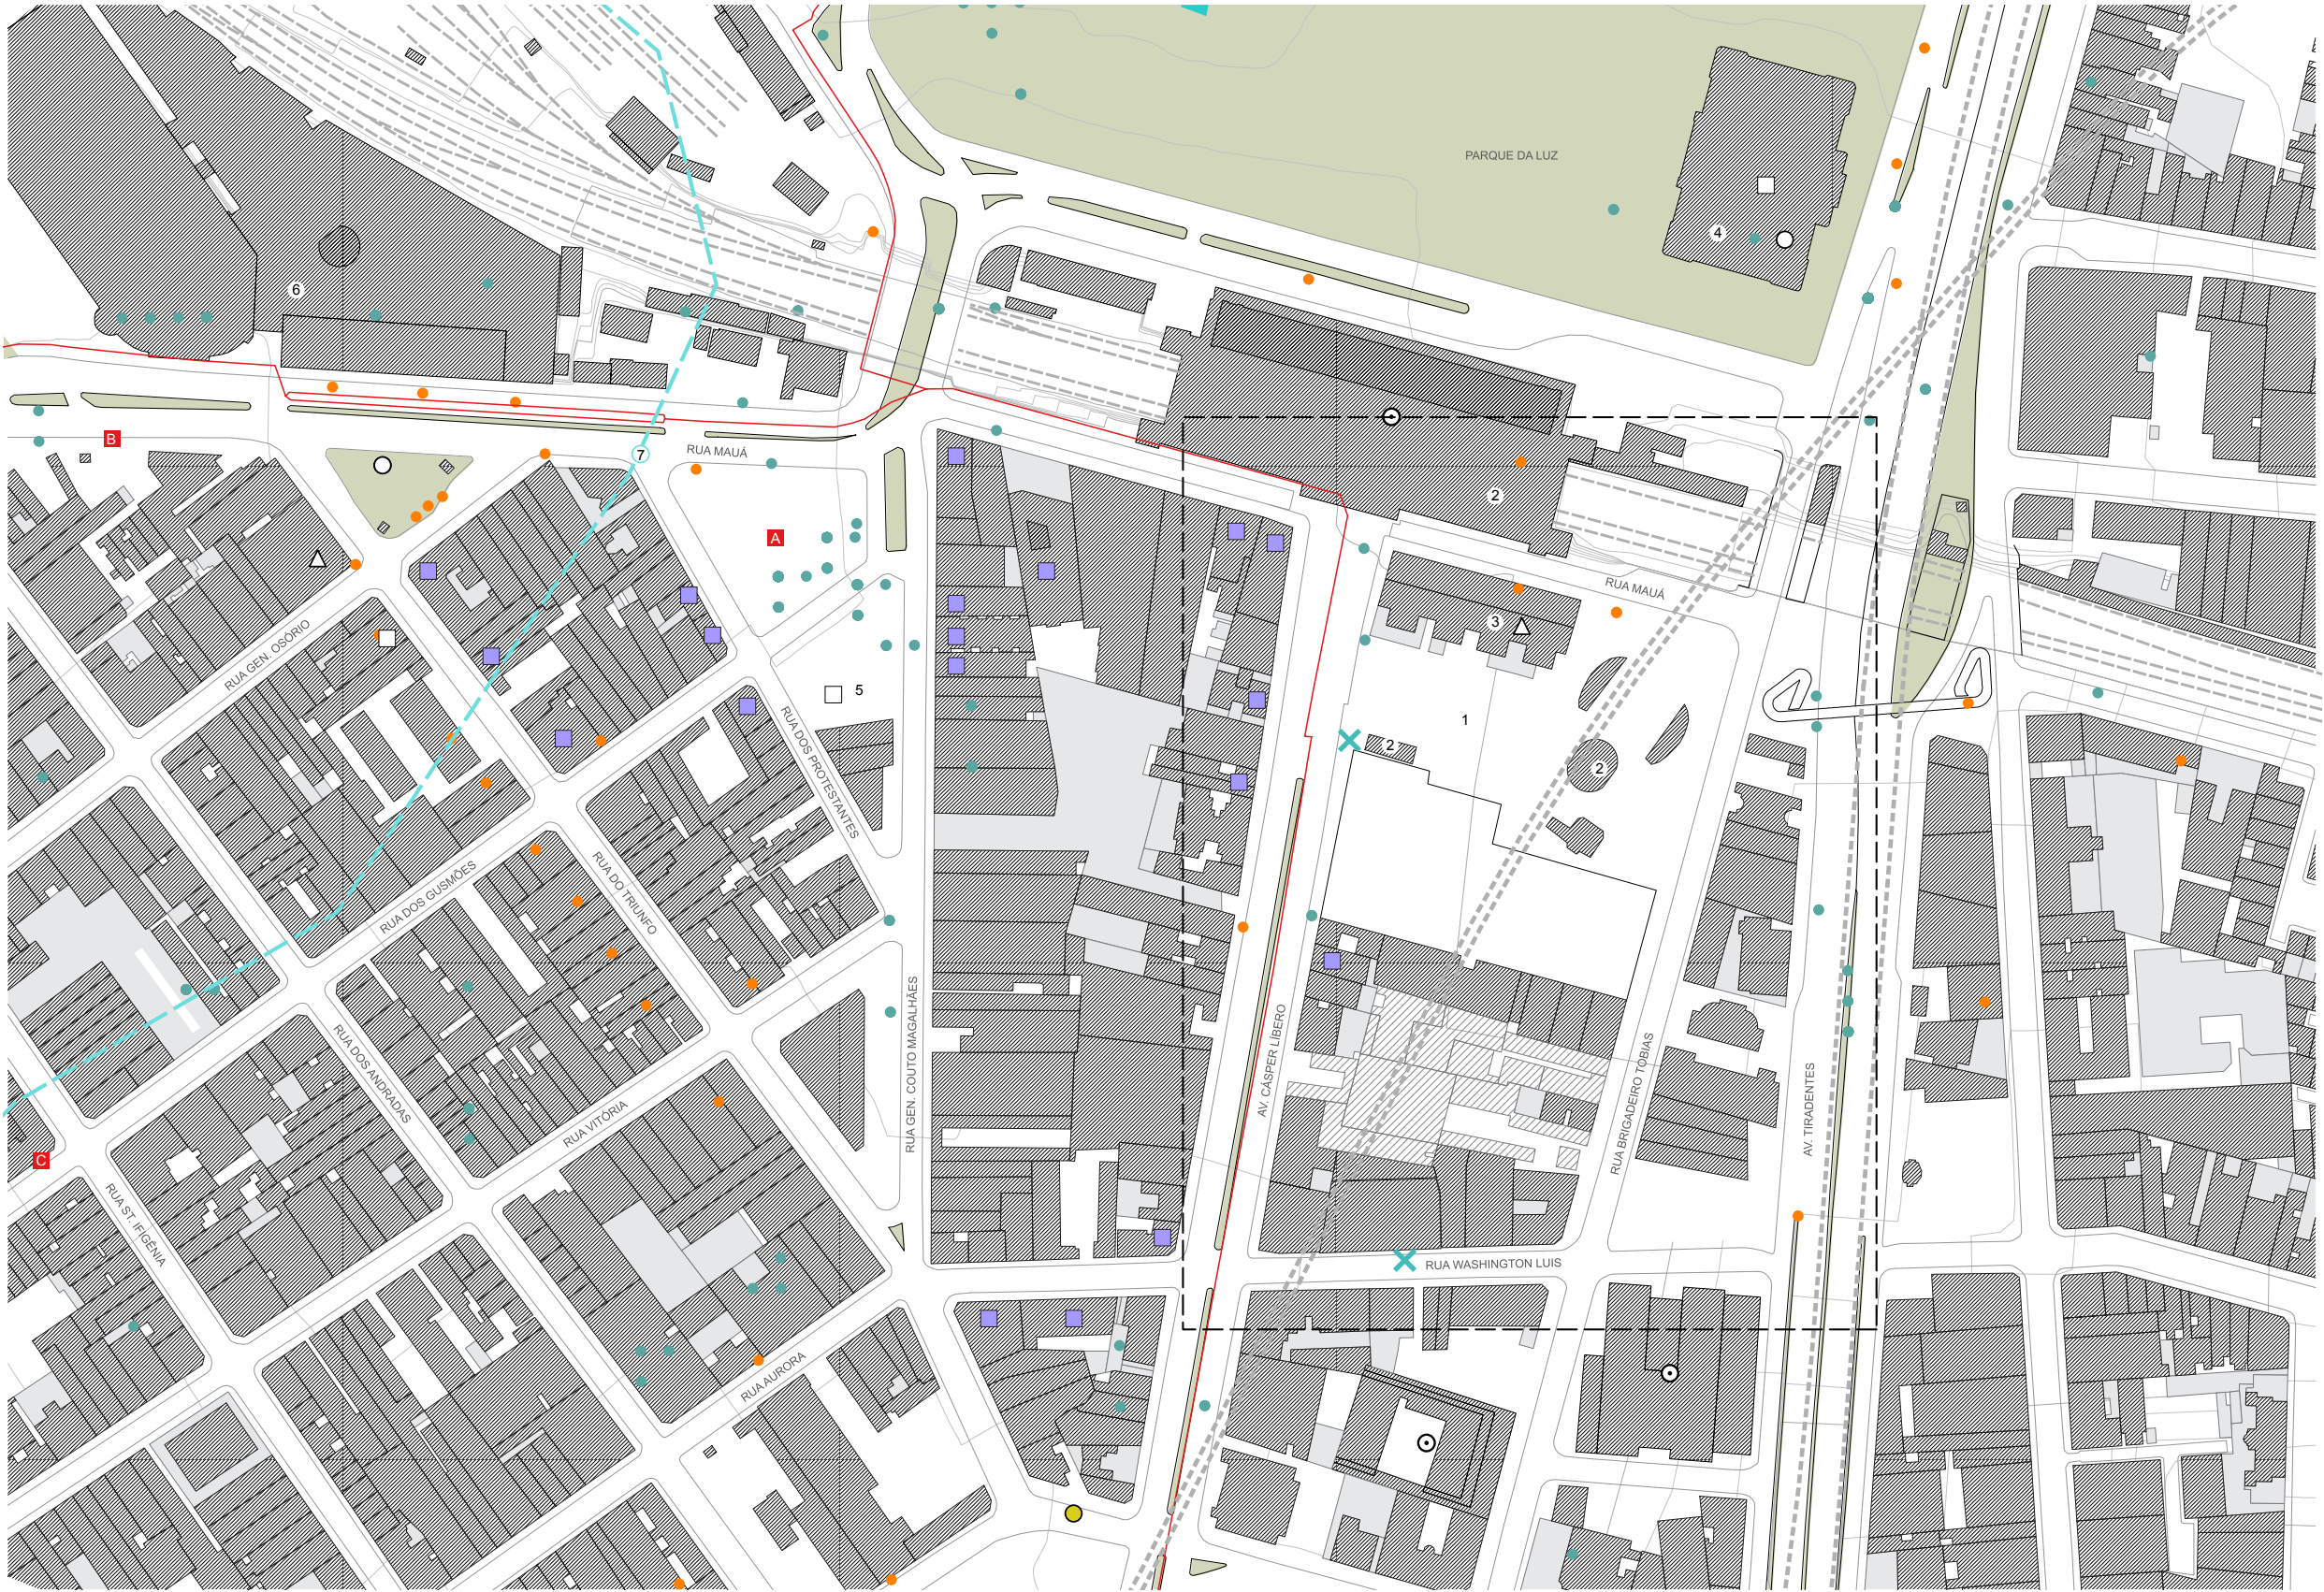 PARQUE DA LUZ
4
6
B
7
RUA MAUÁ
2
A
RUA MAUÁ
3
RUA GEN. OSÓRIO
5
1
RUA DOS PROTESTANTES
2
2
RUA DO TRIUNFO
RUA DOS GUSMÕES
RUA GEN. COUTO MAGALHÃES
AV. CÁSPER LÍBERO
RUA DOS ANDRADAS
RUA BRIGADEIRO TOBIAS
AV. TIRADENTES
RUA VITÓRIA
C
RUA ST. IFIGÊNIA
RUA WASHINGTON LUIS
RUA AURORA